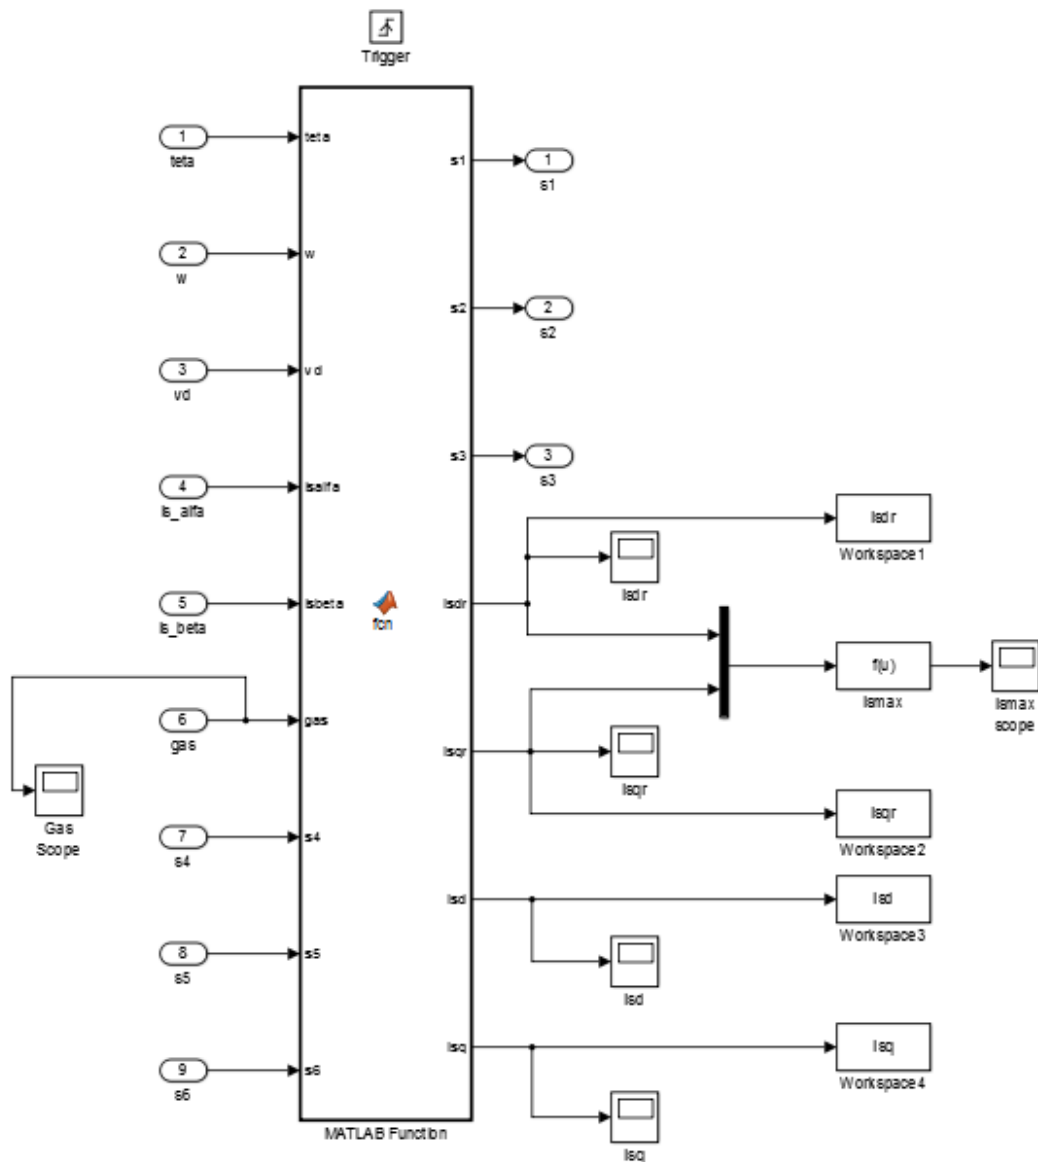 Trigger
1
teta
teta
s1
1
s1
2
w
w
s2
2
s2
3
vd
vd
s3
3
s3
4
Is_alfa
Isalfa
Isdr
Workspace1
Isdr
5
Is_beta
Isbeta
fcn
Isdr
f(u)
Ismax
Ismax
scope
6
gas
gas
Isqr
Isqr
Isqr
Workspace2
Gas
Scope
7
s4
s4
Isd
Isd
Workspace3
Isd
8
s5
s5
Isq
Isq
Workspace4
Isq
9
s6
s6
MATLAB Function